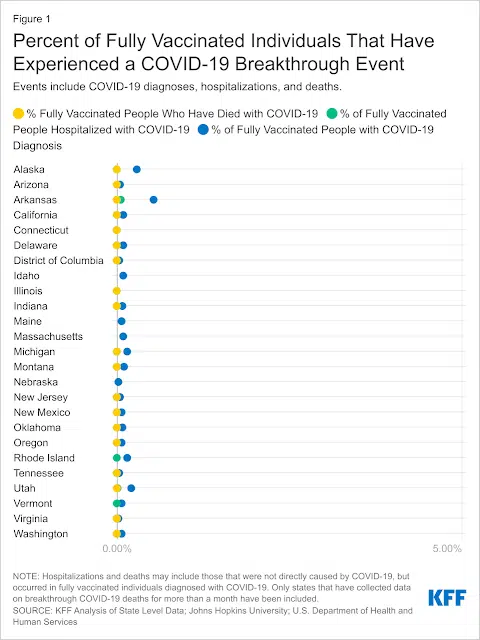 Figure 1
Percent of Fully Vaccinated Individuals That Have
Experienced a COVID-19 Breakthrough Event
Events include COVID-19 diagnoses, hospitalizations, and deaths.
% Fully Vaccinated People Who Have Died with COVID-19 % of Fully Vaccinated
People Hospitalized with COVID-19 % of Fully Vaccinated People with COVID-19
Diagnosis
Alaska
Arizona
Arkansas
California
Connecticut
Delaware
District of Columbia
Idaho
Illinois
Indiana
Maine
Massachusetts
Michigan
Montana
Nebraska
New Jersey
New Mexico
Oklahoma
Oregon
Rhode Island
Tennessee
Utah
Vermont
Virginia
Washington
0.00% 5.00%
NOTE: Hospitalizations and deaths may include those that were not directly caused by COVID-19, but
occurred in fully vaccinated individuals diagnosed with COVID-19. Only states that have collected data
on breakthrough COVID-19 deaths for more than a month have been included.
SOURCE: KFF Analysis of State Level Data; Johns Hopkins University; U.S. Department of Health and
Human Services
KFF